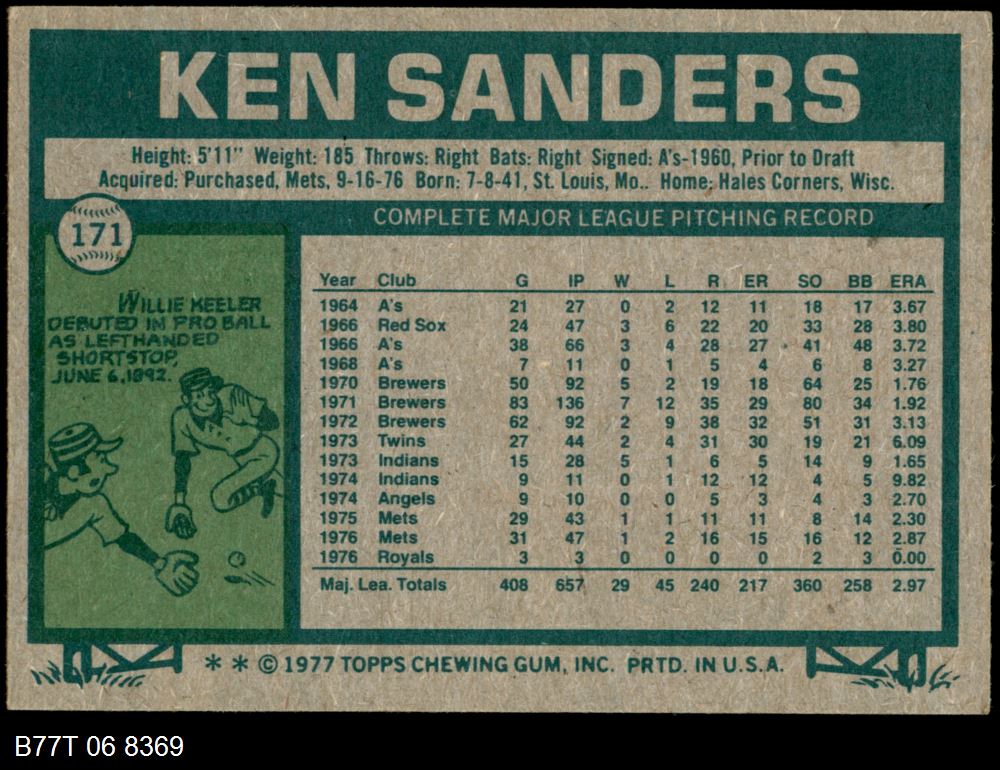 KEN SANDERS
Height: 5'11" Weight: 185 Throws: Right Bats: Right Signed: A's-1960, Prior to Draft
Acquired: Purchased, Mets, 9-16-76 Born: 7-8-41, St. Louis, Mo.. Home: Hales Corners, Wisc.
171
COMPLETE MAJOR LEAGUE PITCHING RECORD
WILLIE KEELER
DEBUTED IN PRO BALL
AS LEFTHANDED
SHORTSTOP,
JUNE 6, 1892.
Year Club G IP W L R ER SO BB ERA
1964 A's 21 27 0 2 12 11 18 17 3.67
1966 Red Sox 24 47 3 6 22 20 33 28 3.80
1966 A's 38 66 3 4 28 27 41 48 3.72
1968 A's 7 11 0 1 5 4 6 8 3.27
1970 Brewers 50 92 5 2 19 18 64 25 1.76
1971 Brewers 83 136 7 12 35 29 80 34 1.92
1972 Brewers 62 92 2 9 38 32 51 31 3.13
1973 Twins 27 44 2 4 31 30 19 21 6.09
1973 Indians 15 28 5 1 6 5 14 9 1.65
1974 Indians 9 11 0 1 12 12 4 5 9.82
1974 Angels 9 10 0 0 5 3 4 3 2.70
1975 Mets 29 43 1 1 11 11 8 14 2.30
1976 Mets 31 47 1 2 16 15 16 12 2.87
1976 Royals 3 3 0 0 0 0 2 3 0.00
Maj. Lea. Totals 408 657 29 45 240 217 360 258 2.97
* * © 1977 TOPPS CHEWING GUM, INC. PRTD. IN U.S.A.
B77T 06 8369